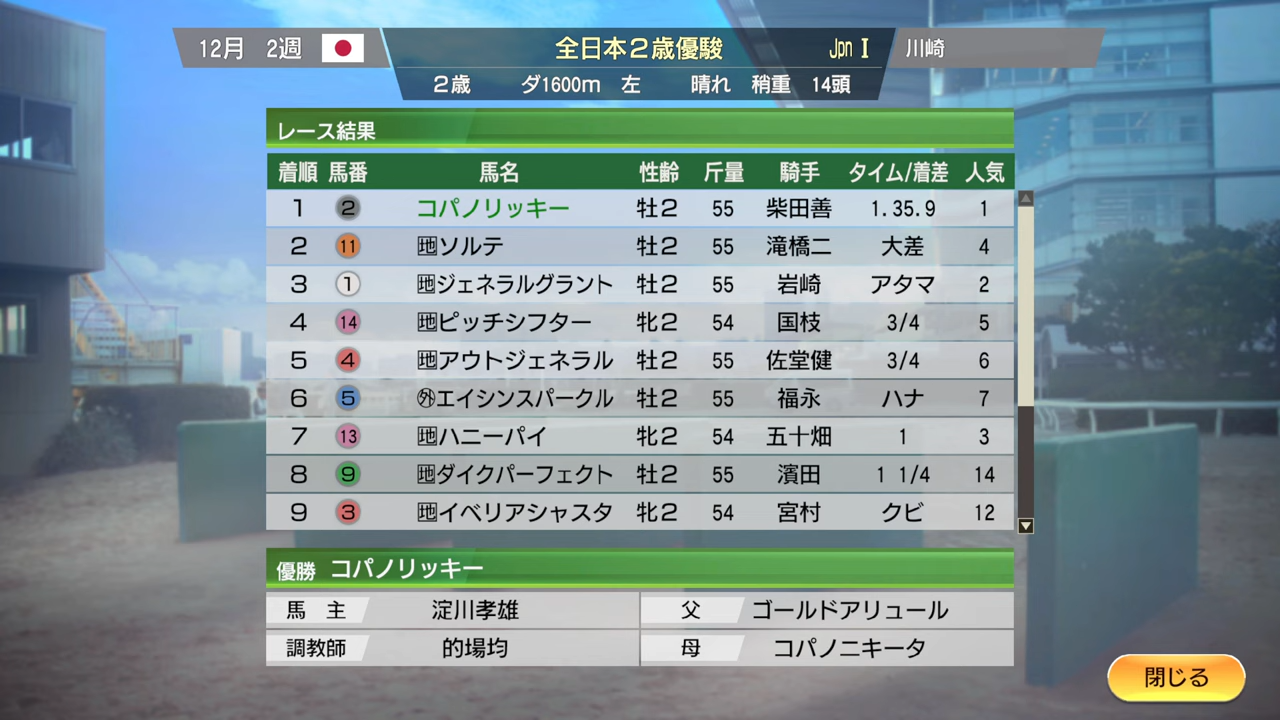 12月 2週 全日本2歳優駿 JpnⅠ 川崎
2歳 ダ1600m 左 晴れ 稍重 14頭
レース結果
着順 馬番 馬名 性齢 斤量 騎手 タイム/着差 人気
1 2 コパノリッキー 牡2 55 柴田善 1.35.9 1
2 11 地ソルテ 牡2 55 滝橋二 大差 4
3 1 地ジェネラルグラント 牡2 55 岩崎 アタマ 2
4 14 地ピッチシフター 牝2 54 国枝 3/4 5
5 4 地アウトジェネラル 牡2 55 佐堂健 3/4 6
6 5 外エイシンスパークル 牡2 55 福永 ハナ 7
7 13 地ハニーパイ 牝2 54 五十畑 1 3
8 9 地ダイクパーフェクト 牡2 55 濱田 1 1/4 14
9 3 地イベリアシャスタ 牝2 54 宮村 クビ 12
優勝 コパノリッキー
馬主 淀川孝雄 父 ゴールドアリュール
調教師 的場均 母 コパノニキータ
閉じる